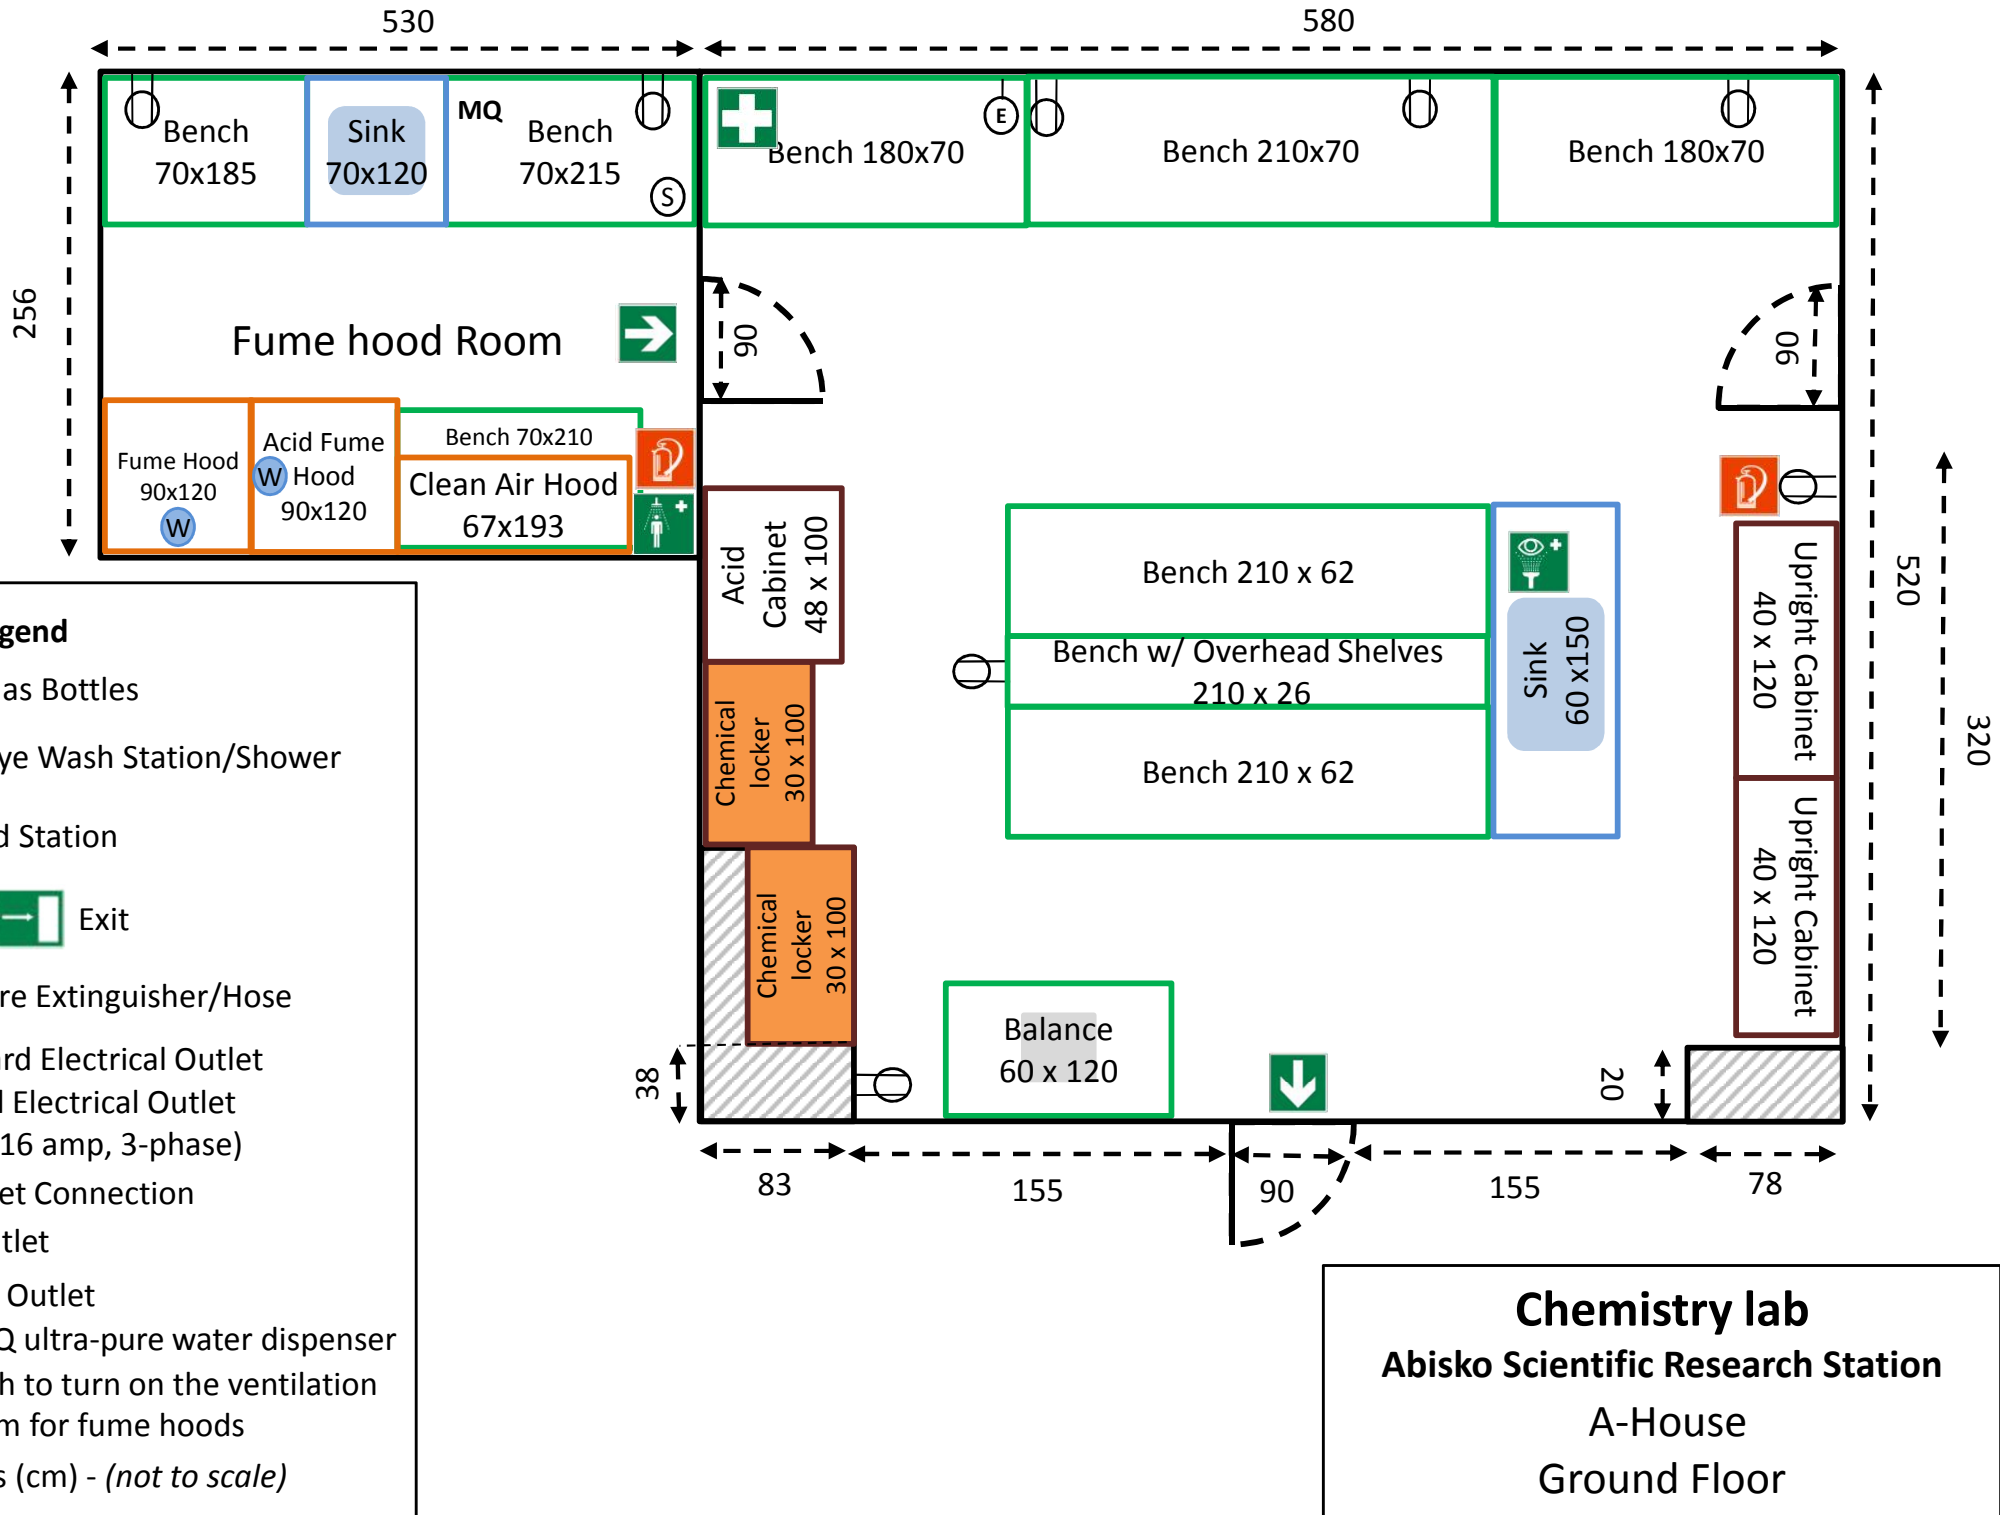 530
580
Bench
70x185
Sink
70x120
MQ
Bench
70x215
S
Bench 180x70
E
Bench 210x70
Bench 180x70
256
Fume hood Room
90
90
Fume Hood
90x120
W
Acid Fume
W Hood
90x120
Bench 70x210
Clean Air Hood
67x193
Acid
Cabinet
48 x 100
Chemical
locker
30 x 100
Chemical
locker
30 x 100
Bench 210 x 62
Bench w/ Overhead Shelves
210 x 26
Bench 210 x 62
Sink
60 x150
Upright Cabinet
40 x 120
Upright Cabinet
40 x 120
520
320
Balance
60 x 120
38
20
83
155
90
155
78
gend
as Bottles
ye Wash Station/Shower
d Station
Exit
re Extinguisher/Hose
ard Electrical Outlet
l Electrical Outlet
16 amp, 3-phase)
et Connection
tlet
Outlet
Q ultra-pure water dispenser
h to turn on the ventilation
m for fume hoods
s (cm) - (not to scale)
Chemistry lab
Abisko Scientific Research Station
A-House
Ground Floor